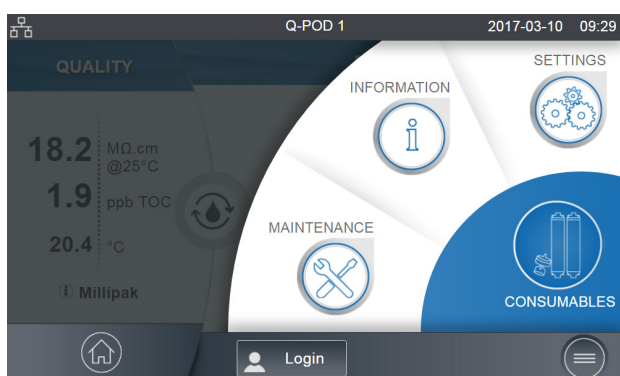 Q-POD 1
2017-03-10 09:29
QUALITY
18.2 MΩ.cm
@25°C
1.9 ppb TOC
20.4 °C
Millipak
INFORMATION
SETTINGS
MAINTENANCE
CONSUMABLES
Login